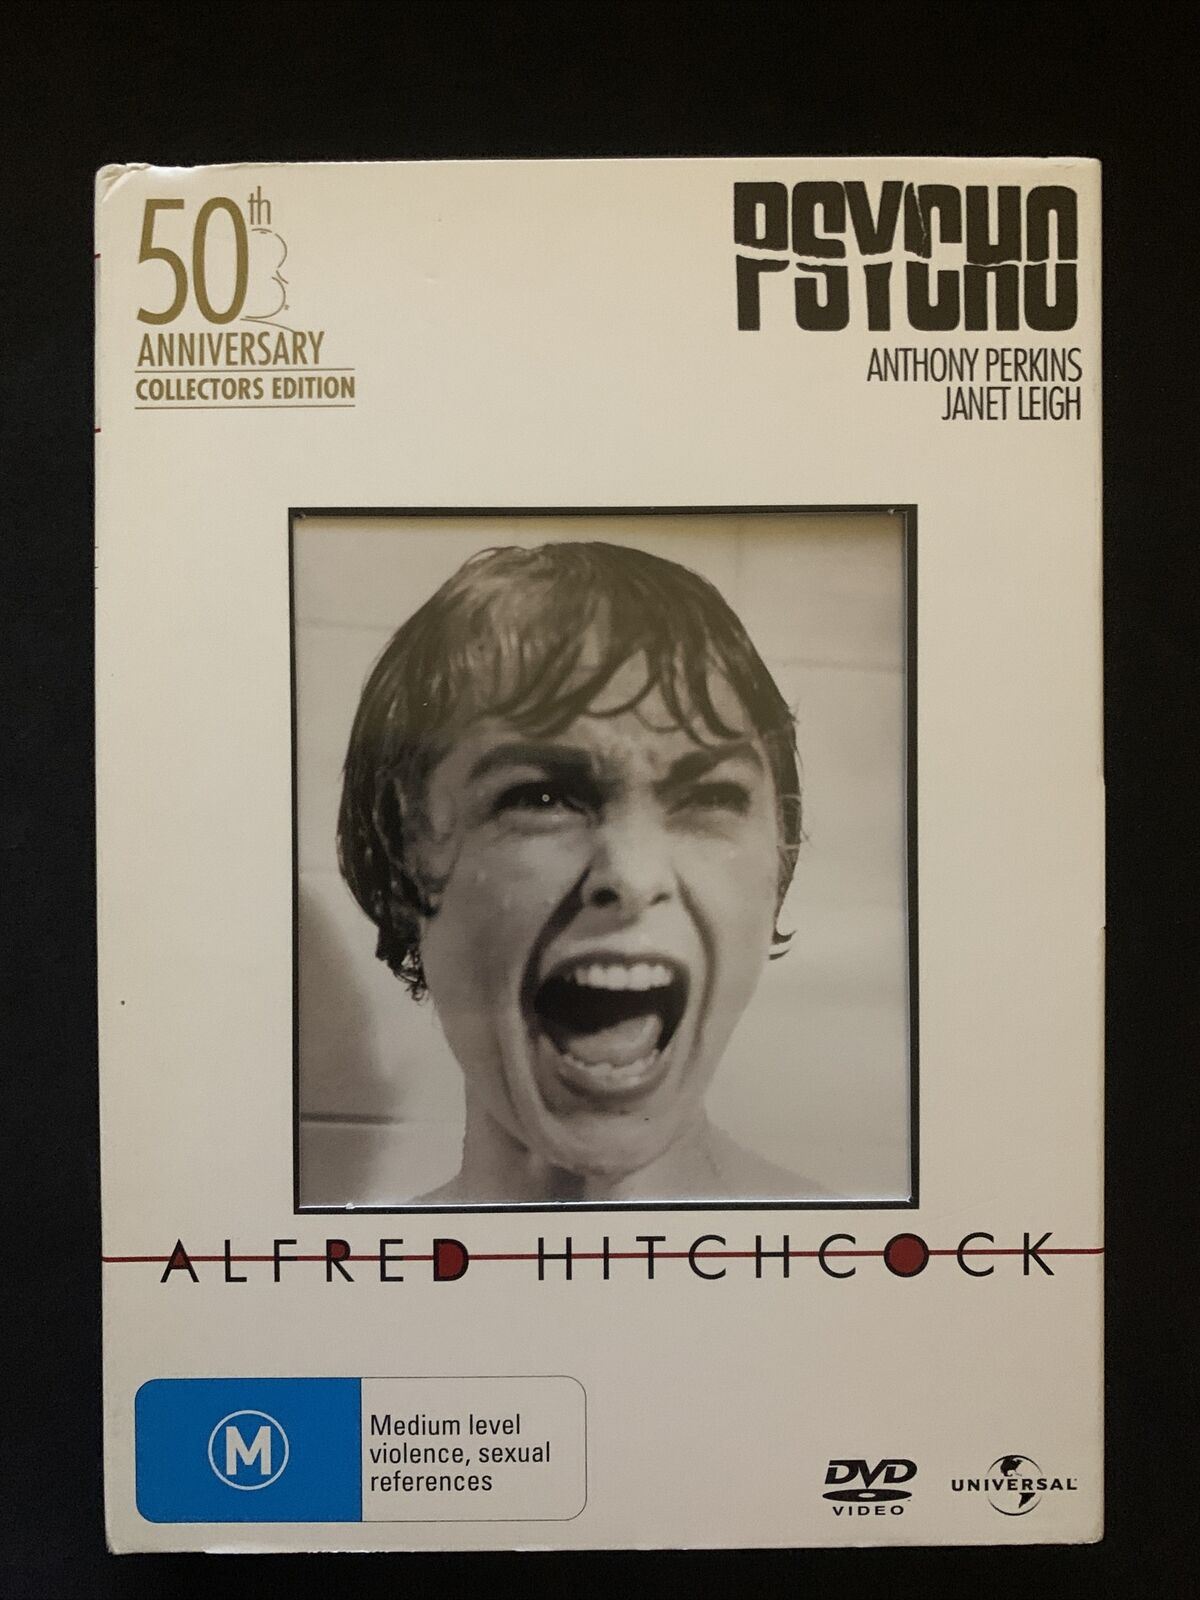 50th
ANNIVERSARY
COLLECTORS EDITION
PSYCHO
ANTHONY PERKINS
JANET LEIGH
ALFRED HITCHCOCK
M
Medium level
violence, sexual
references
DVD
VIDEO
UNIVERSAL